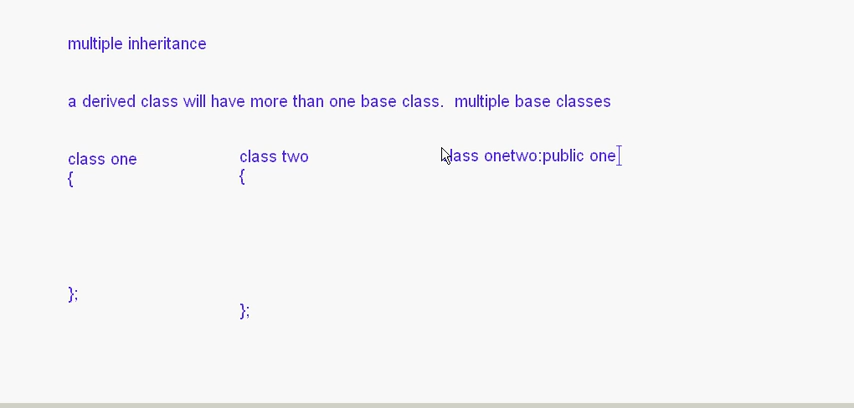 multiple inheritance
a derived class will have more than one base class.  multiple base classes
class one
{
};
class two
{
};
class onetwo:public one